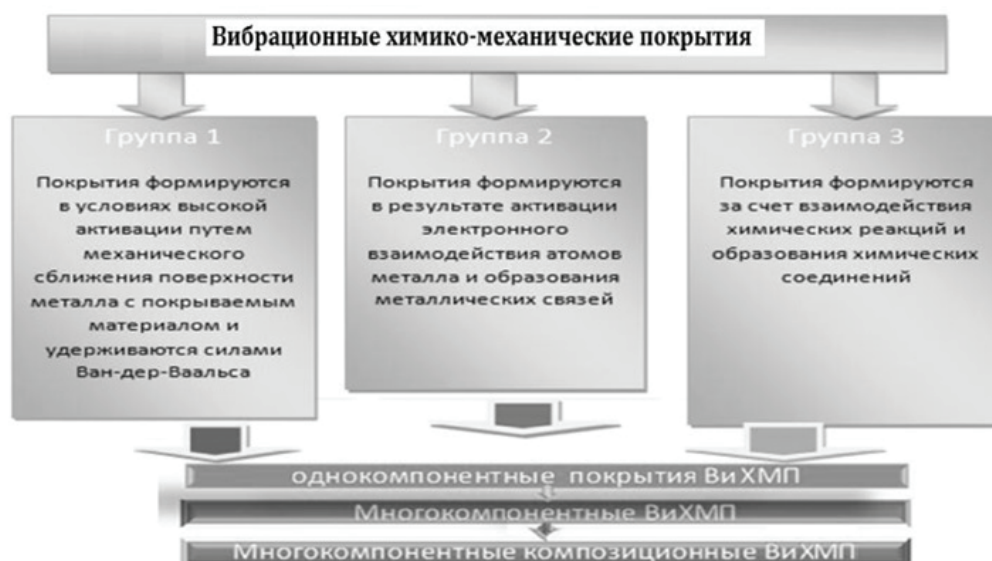 Вибрационные химико-механические покрытия
Группа 1
Покрытия формируются
в условиях высокой
активации путем
механического
сближения поверхности
металла с покрываемым
материалом и
удерживаются силами
Ван-дер-Ваальса
Группа 2
Покрытия формируются
в результате активации
электронного
взаимодействия атомов
металла и образования
металлических связей
Группа 3
Покрытия формируются
за счет взаимодействия
химических реакций и
образования химических
соединений
однокомпонентные покрытия ВиХМП
Многокомпонентные ВиХМП
Многокомпонентные композиционные ВиХМП